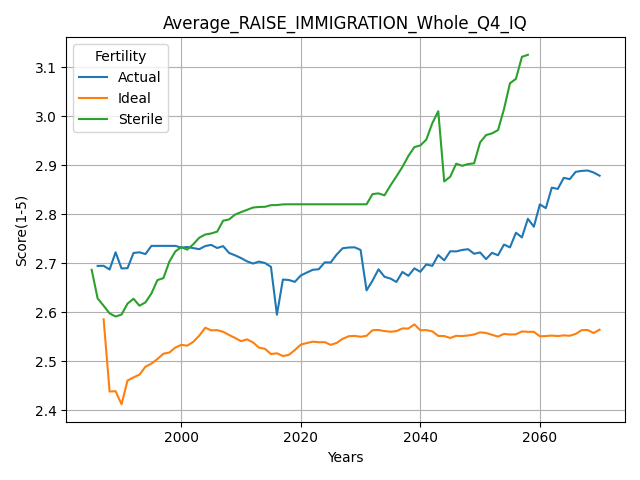 Average_RAISE_IMMIGRATION_Whole_Q4_IQ
Fertility
Actual
Ideal
Sterile
Score(1-5)
3.1
3.0
2.9
2.8
2.7
2.6
2.5
2.4
2000 2020 2040 2060
Years